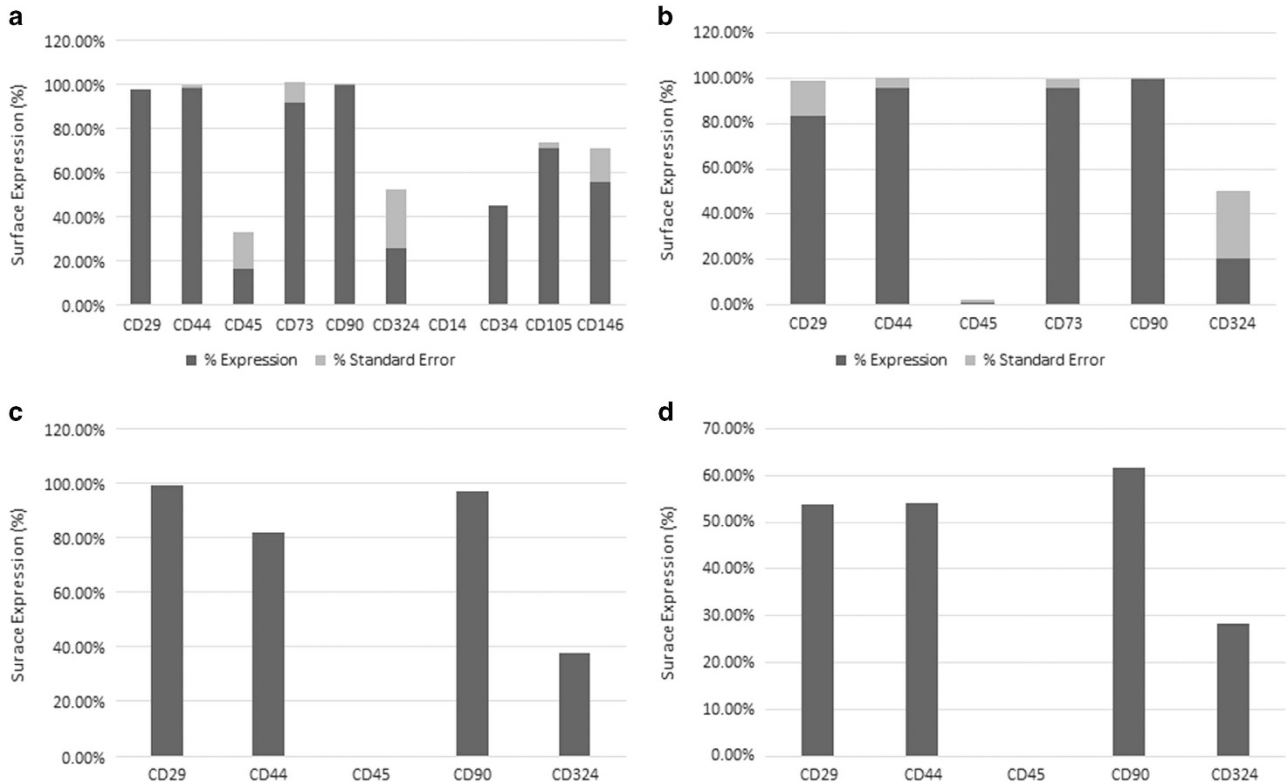 a
120.00%
100.00%
80.00%
60.00%
40.00%
20.00%
0.00%
Surface Expression (%)
CD29 CD44 CD45 CD73 CD90 CD324 CD14 CD34 CD105 CD146
% Expression % Standard Error
b
120.00%
100.00%
80.00%
60.00%
40.00%
20.00%
0.00%
Surface Expression (%)
CD29 CD44 CD45 CD73 CD90 CD324
% Expression % Standard Error
c
120.00%
100.00%
80.00%
60.00%
40.00%
20.00%
0.00%
Surace Expression (%)
CD29 CD44 CD45 CD90 CD324
d
70.00%
60.00%
50.00%
40.00%
30.00%
20.00%
10.00%
0.00%
Surace Expression (%)
CD29 CD44 CD45 CD90 CD324